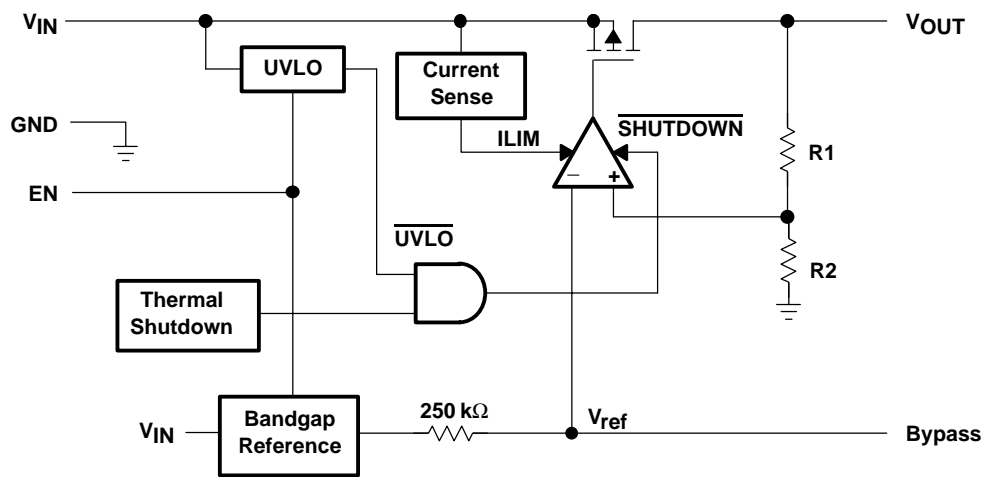 VIN
VOUT
UVLO
Current
Sense
SHUTDOWN
GND
ILIM
R1
EN
− +
UVLO
R2
Thermal
Shutdown
250 kΩ
Vref
VIN
Bandgap
Reference
Bypass